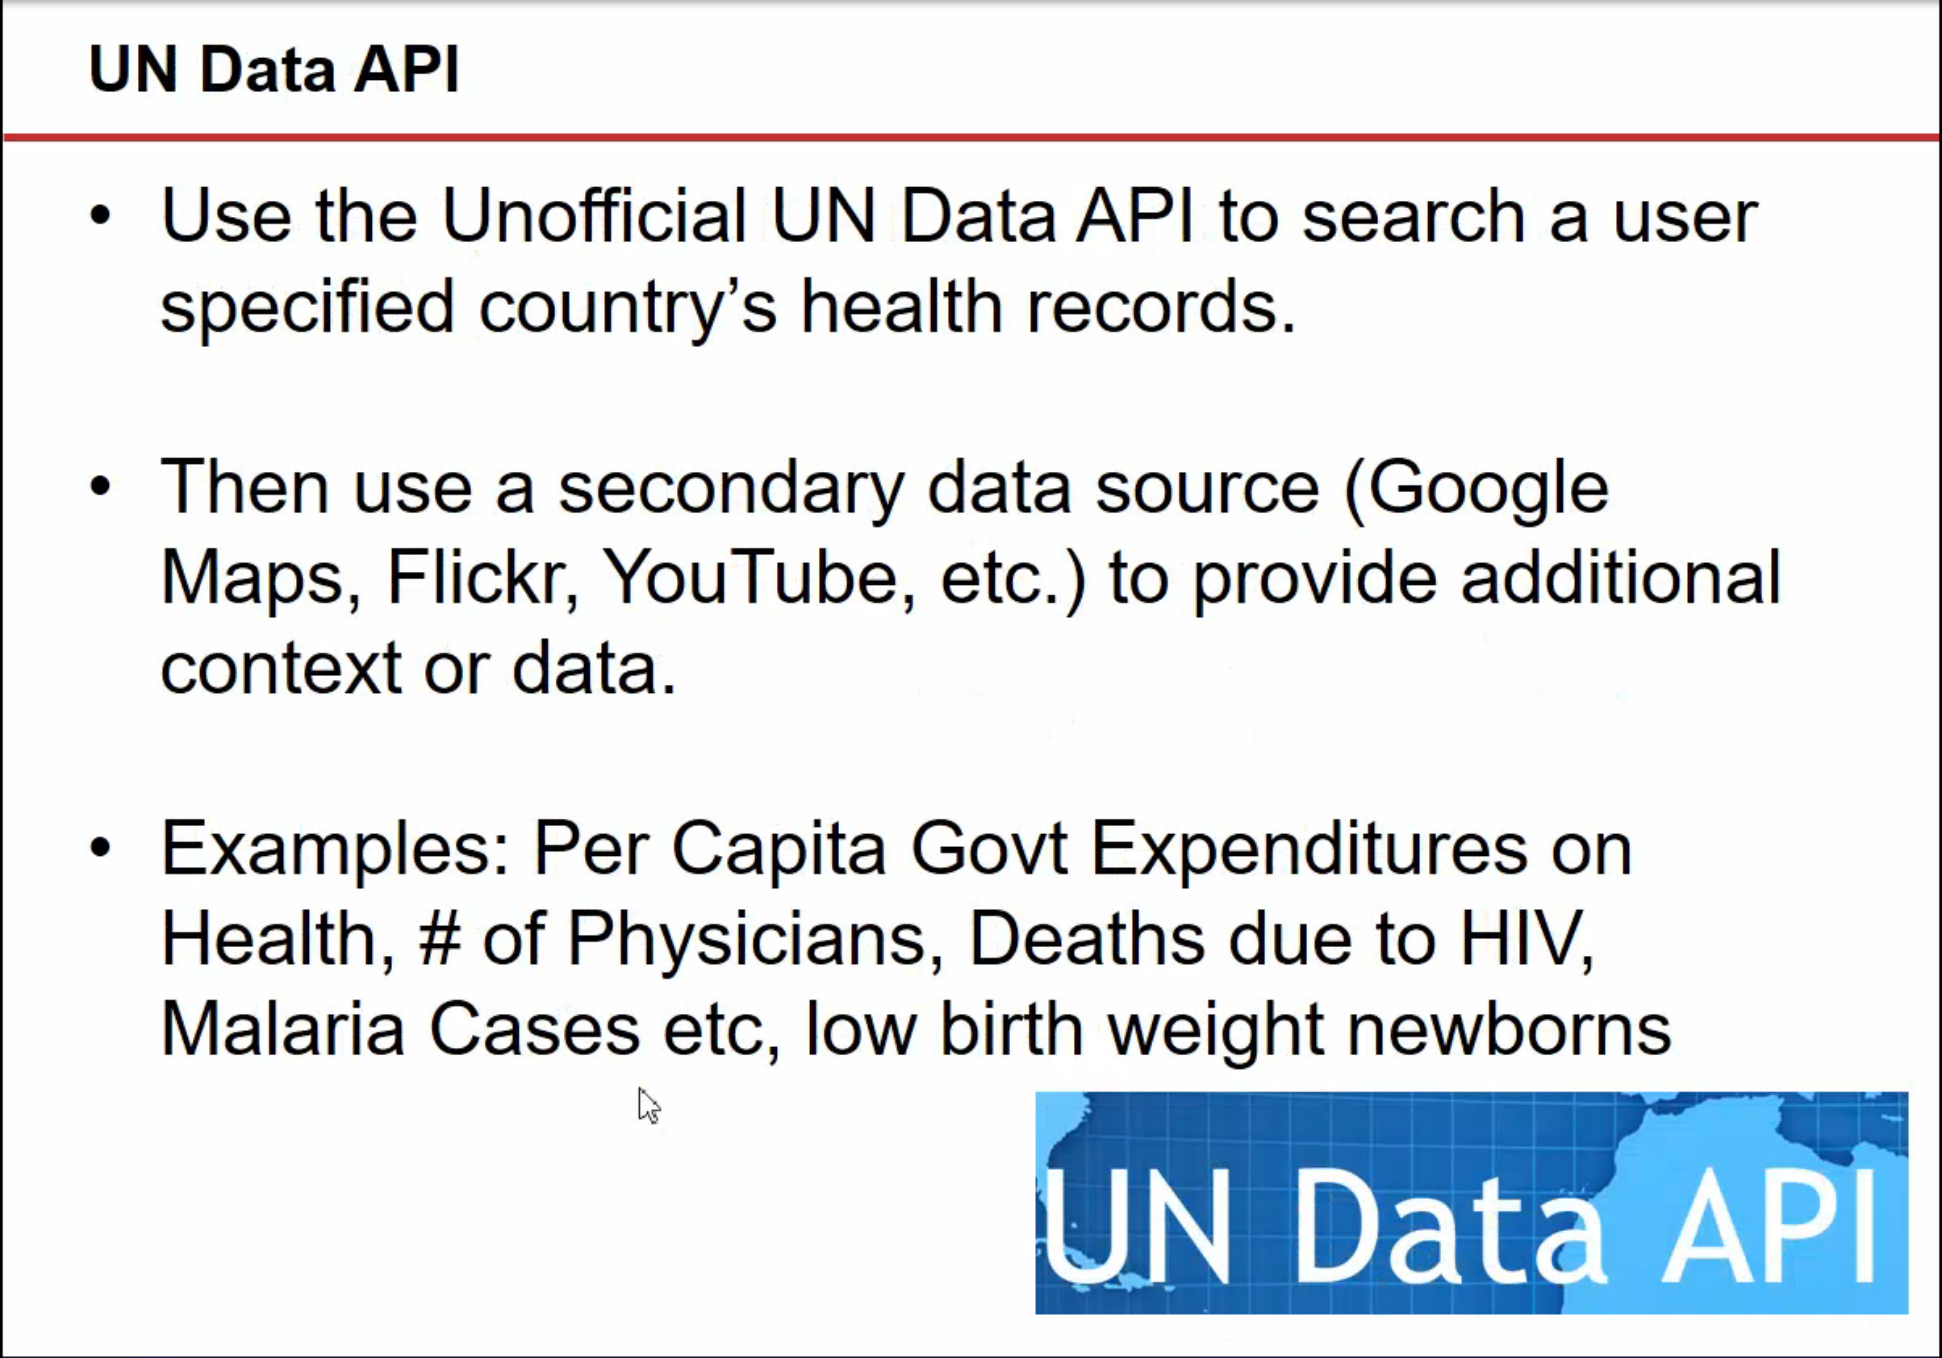 UN Data API
• Use the Unofficial UN Data API to search a user
specified country’s health records.
• Then use a secondary data source (Google
Maps, Flickr, YouTube, etc.) to provide additional
context or data.
• Examples: Per Capita Govt Expenditures on
Health, # of Physicians, Deaths due to HIV,
Malaria Cases etc, low birth weight newborns
UN Data API